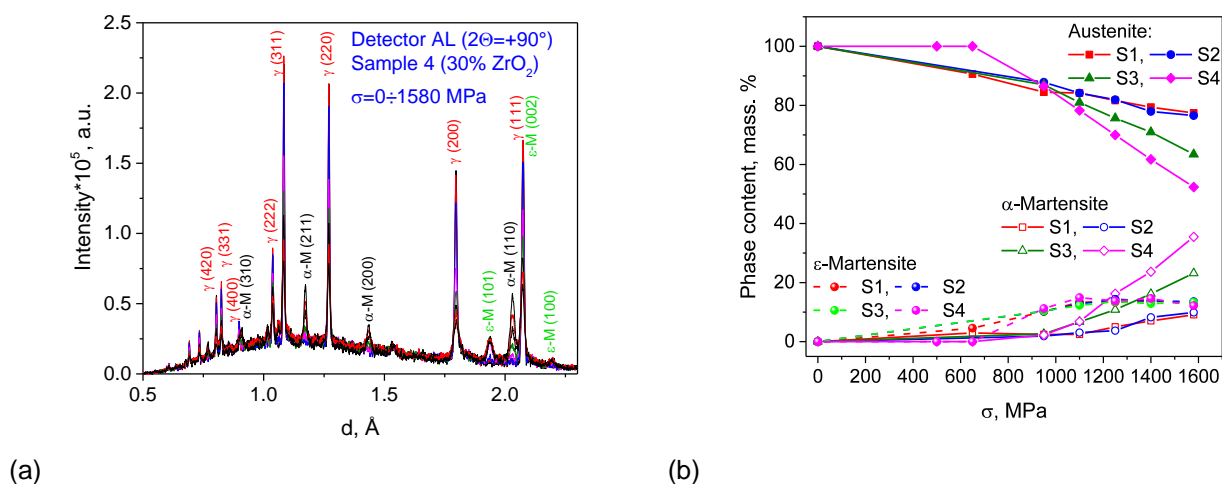 Detector AL (2Θ=+90°)
Sample 4 (30% ZrO₂)
σ=0÷1580 MPa
γ (420)
γ (331)
γ (400)
α-M (310)
γ (222)
γ (311)
α-M (211)
γ (220)
α-M (200)
γ (200)
ε-M (101)
α-M (110)
γ (111)
ε-M (002)
ε-M (100)
Intensity*10⁵, a.u.
2.5
2.0
1.5
1.0
0.5
0.0
0.5 1.0 1.5 2.0
d, Å
(a)
Austenite:
S1, S2
S3, S4
α-Martensite
S1, S2
S3, S4
ε-Martensite
S1, S2
S3, S4
Phase content, mass. %
100
80
60
40
20
0
0 200 400 600 800 1000 1200 1400 1600
σ, MPa
(b)